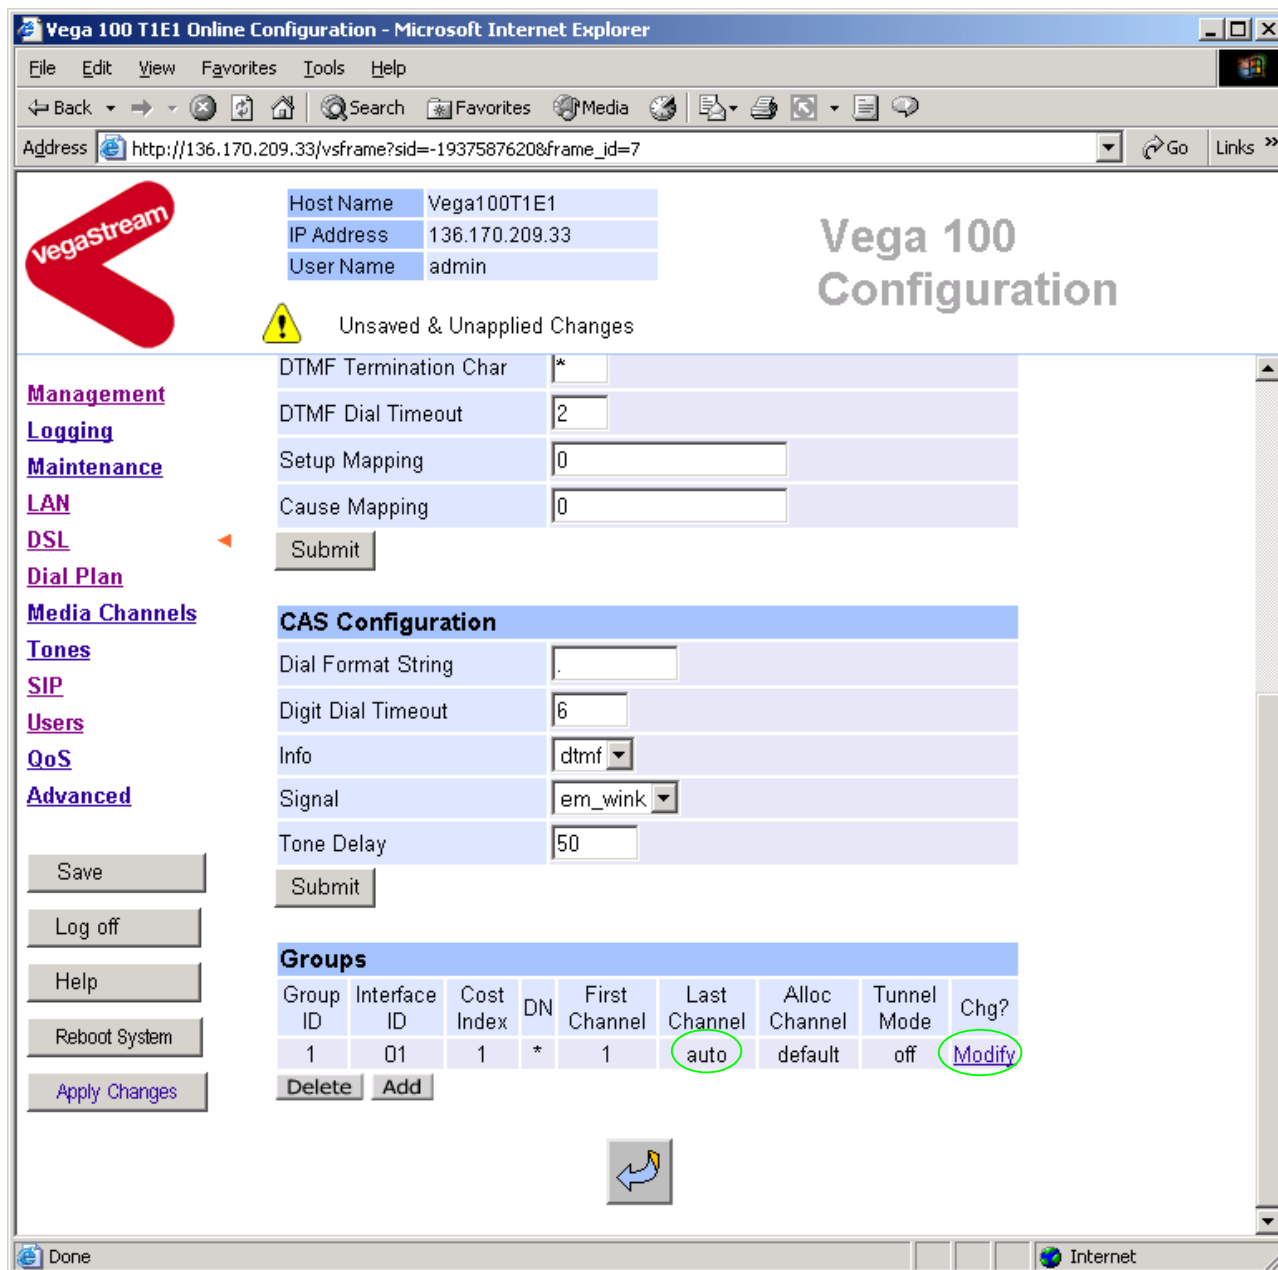 Vega 100 T1E1 Online Configuration - Microsoft Internet Explorer
File Edit View Favorites Tools Help
Back Search Favorites Media
Address http://136.170.209.33/vsframe?sid=-1937587620&frame_id=7 Go Links »
vegastream
Host Name Vega100T1E1
IP Address 136.170.209.33
User Name admin
Vega 100
Configuration
! Unsaved & Unapplied Changes
Management
Logging
Maintenance
LAN
DSL
Dial Plan
Media Channels
Tones
SIP
Users
QoS
Advanced
Save
Log off
Help
Reboot System
Apply Changes
DTMF Termination Char *
DTMF Dial Timeout 2
Setup Mapping 0
Cause Mapping 0
Submit
CAS Configuration
Dial Format String .
Digit Dial Timeout 6
Info dtmf
Signal em_wink
Tone Delay 50
Submit
Groups
Group ID Interface ID Cost Index DN First Channel Last Channel Alloc Channel Tunnel Mode Chg?
1 01 1 * 1 auto default off Modify
Delete Add
Done Internet